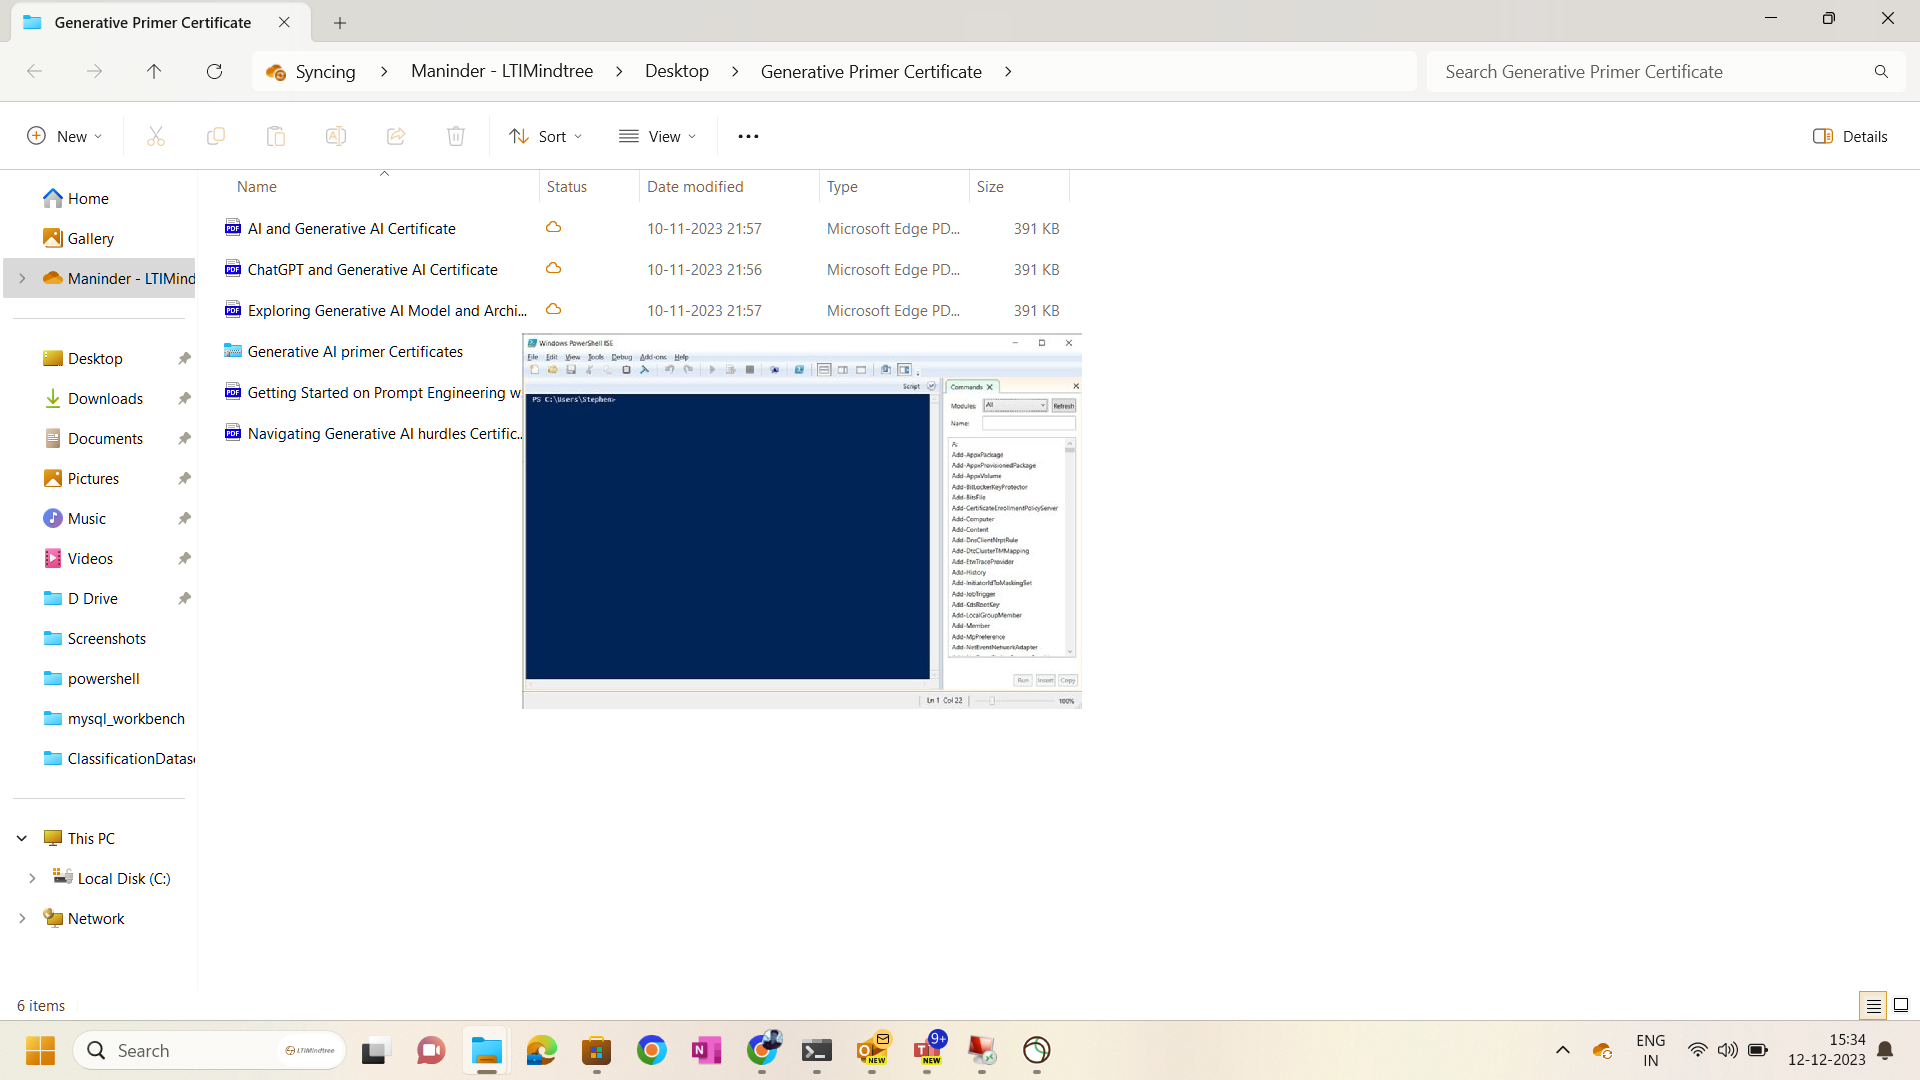 Generative Primer Certificate
Syncing > Maninder - LTIMindtree > Desktop > Generative Primer Certificate >
Search Generative Primer Certificate
New
Sort
View
Details
Name Status Date modified Type Size
AI and Generative AI Certificate 10-11-2023 21:57 Microsoft Edge PD... 391 KB
ChatGPT and Generative AI Certificate 10-11-2023 21:56 Microsoft Edge PD... 391 KB
Exploring Generative AI Model and Archi... 10-11-2023 21:57 Microsoft Edge PD... 391 KB
Generative AI primer Certificates
Getting Started on Prompt Engineering w
Navigating Generative AI hurdles Certific...
Home
Gallery
Maninder - LTIMind
Desktop
Downloads
Documents
Pictures
Music
Videos
D Drive
Screenshots
powershell
mysql_workbench
ClassificationDatase
This PC
Local Disk (C:)
Network
6 items
Windows PowerShell ISE
File Edit View Tools Debug Add-ons Help
Script
PS C:\Users\Stephen>
Commands
Modules: All Refresh
Name:
A:
Add-AppxPackage
Add-AppxProvisionedPackage
Add-AppxVolume
Add-BitLockerKeyProtector
Add-BitsFile
Add-CertificateEnrollmentPolicyServer
Add-Computer
Add-Content
Add-DnsClientNrptRule
Add-DtcClusterTMMapping
Add-EtwTraceProvider
Add-History
Add-InitiatorIdToMaskingSet
Add-JobTrigger
Add-KdsRootKey
Add-LocalGroupMember
Add-Member
Add-MpPreference
Add-NetEventNetworkAdapter
Run Insert Copy
Ln 1 Col 22 100%
Search LTIMindtree
NEW
9+
NEW
ENG
IN
15:34
12-12-2023